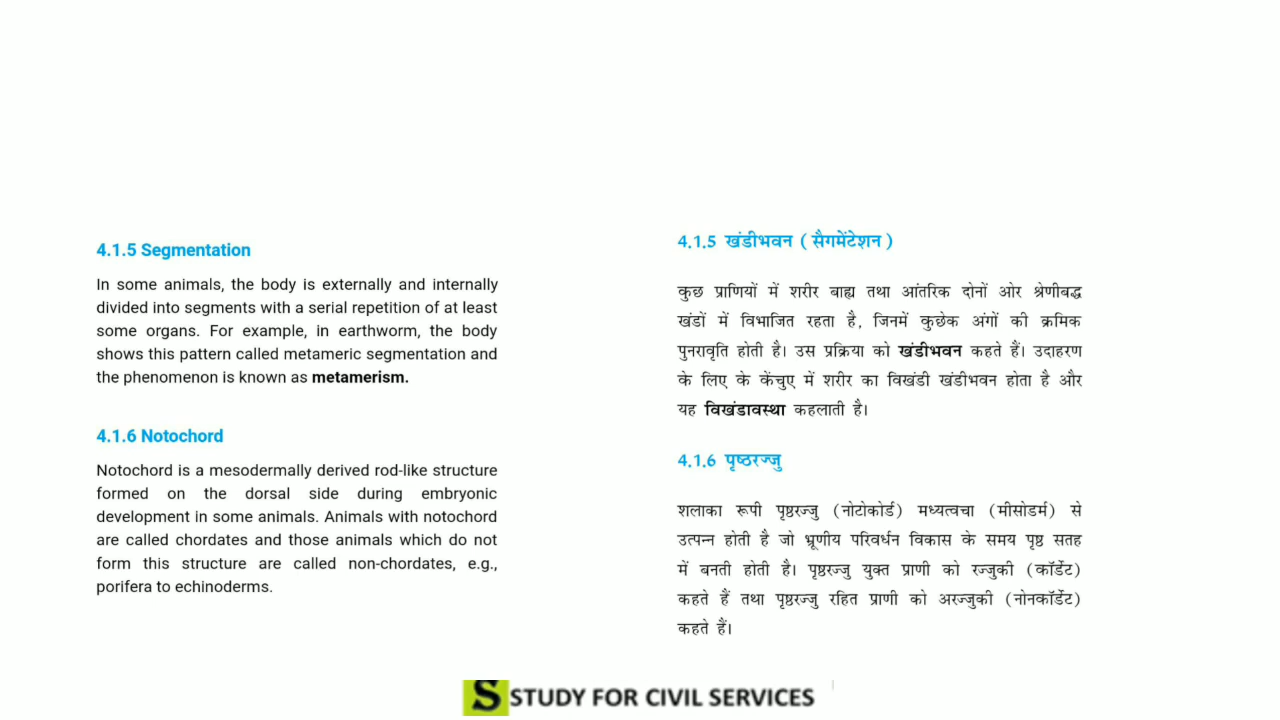 4.1.5 Segmentation
In some animals, the body is externally and internally
divided into segments with a serial repetition of at least
some organs. For example, in earthworm, the body
shows this pattern called metameric segmentation and
the phenomenon is known as metamerism.
4.1.6 Notochord
Notochord is a mesodermally derived rod-like structure
formed on the dorsal side during embryonic
development in some animals. Animals with notochord
are called chordates and those animals which do not
form this structure are called non-chordates, e.g.,
porifera to echinoderms.
4.1.5 खंडीभवन ( सैगमेंटेशन )
कुछ प्राणियों में शरीर बाह्य तथा आंतरिक दोनों ओर श्रेणीबद्ध
खंडों में विभाजित रहता है, जिनमें कुछेक अंगों की क्रमिक
पुनरावृति होती है। उस प्रक्रिया को खंडीभवन कहते हैं। उदाहरण
के लिए के केंचुए में शरीर का विखंडी खंडीभवन होता है और
यह विखंडावस्था कहलाती है।
4.1.6 पृष्ठरज्जु
शलाका रूपी पृष्ठरज्जु (नोटोकोर्ड) मध्यत्वचा (मीसोडर्म) से
उत्पन्न होती है जो भ्रूणीय परिवर्धन विकास के समय पृष्ठ सतह
में बनती होती है। पृष्ठरज्जु युक्त प्राणी को रज्जुकी (कॉर्डेट)
कहते हैं तथा पृष्ठरज्जु रहित प्राणी को अरज्जुकी (नोनकॉर्डेट)
कहते हैं।
S STUDY FOR CIVIL SERVICES